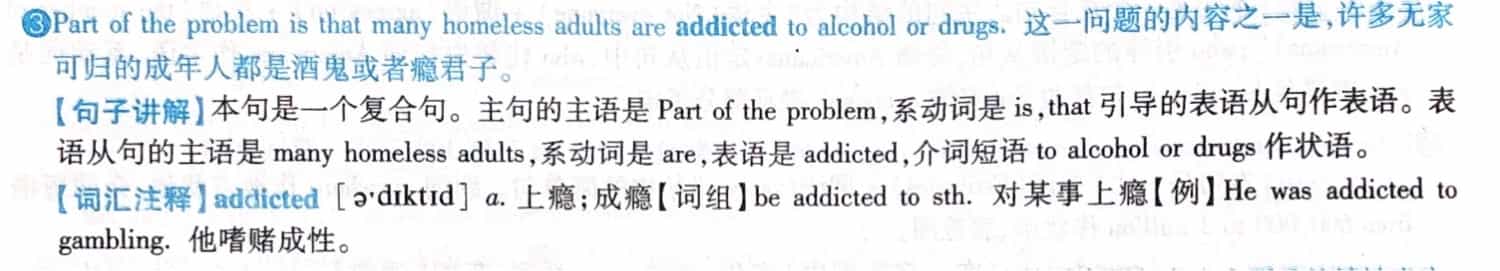 ③Part of the problem is that many homeless adults are addicted to alcohol or drugs. 这一问题的内容之一是,许多无家
可归的成年人都是酒鬼或者瘾君子。
【句子讲解】本句是一个复合句。主句的主语是 Part of the problem,系动词是 is,that 引导的表语从句作表语。表
语从句的主语是 many homeless adults,系动词是 are,表语是 addicted,介词短语 to alcohol or drugs 作状语。
【词汇注释】addicted [ə'dɪktɪd] a. 上瘾;成瘾【词组】be addicted to sth. 对某事上瘾【例】He was addicted to
gambling. 他嗜赌成性。